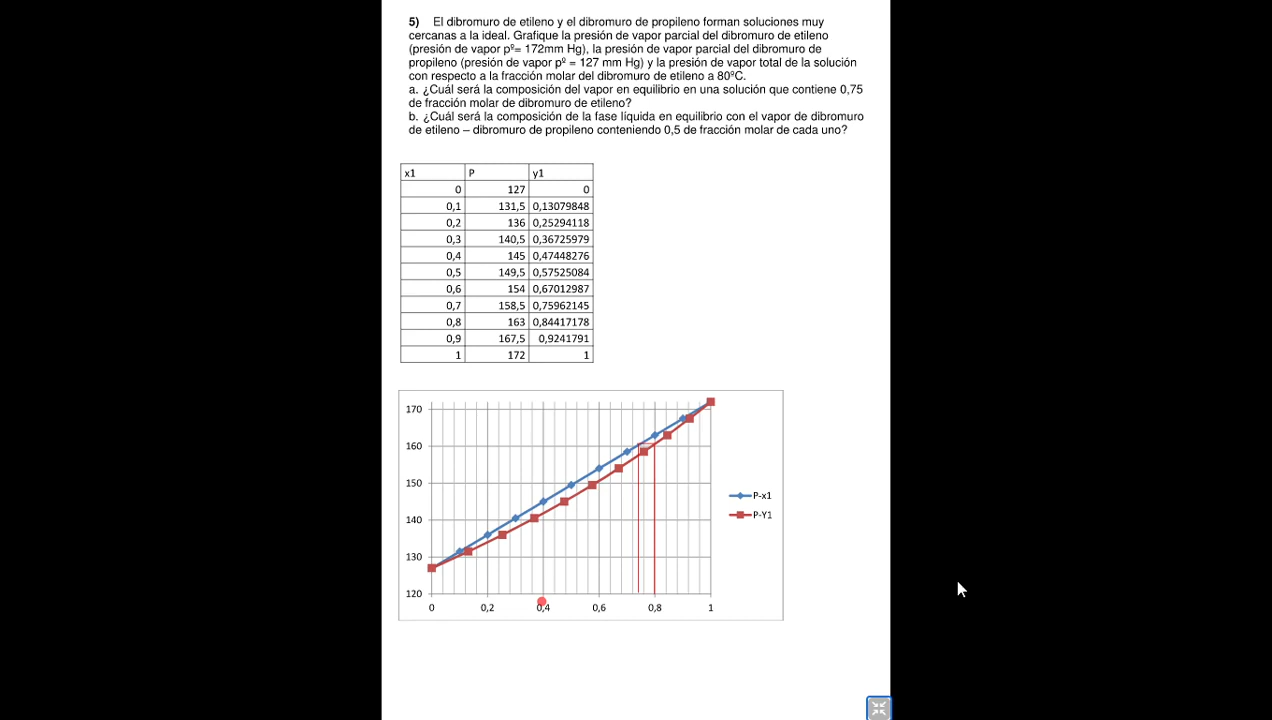 5) El dibromuro de etileno y el dibromuro de propileno forman soluciones muy
cercanas a la ideal. Grafique la presión de vapor parcial del dibromuro de etileno
(presión de vapor pº= 172mm Hg), la presión de vapor parcial del dibromuro de
propileno (presión de vapor pº = 127 mm Hg) y la presión de vapor total de la solución
con respecto a la fracción molar del dibromuro de etileno a 80ºC.
a. ¿Cuál será la composición del vapor en equilibrio en una solución que contiene 0,75
de fracción molar de dibromuro de etileno?
b. ¿Cuál será la composición de la fase líquida en equilibrio con el vapor de dibromuro
de etileno – dibromuro de propileno conteniendo 0,5 de fracción molar de cada uno?
x1 P y1
0 127 0
0,1 131,5 0,13079848
0,2 136 0,25294118
0,3 140,5 0,36725979
0,4 145 0,47448276
0,5 149,5 0,57525084
0,6 154 0,67012987
0,7 158,5 0,75962145
0,8 163 0,84417178
0,9 167,5 0,9241791
1 172 1
170
160
150
140
130
120
0 0,2 0,4 0,6 0,8 1
P-x1
P-Y1